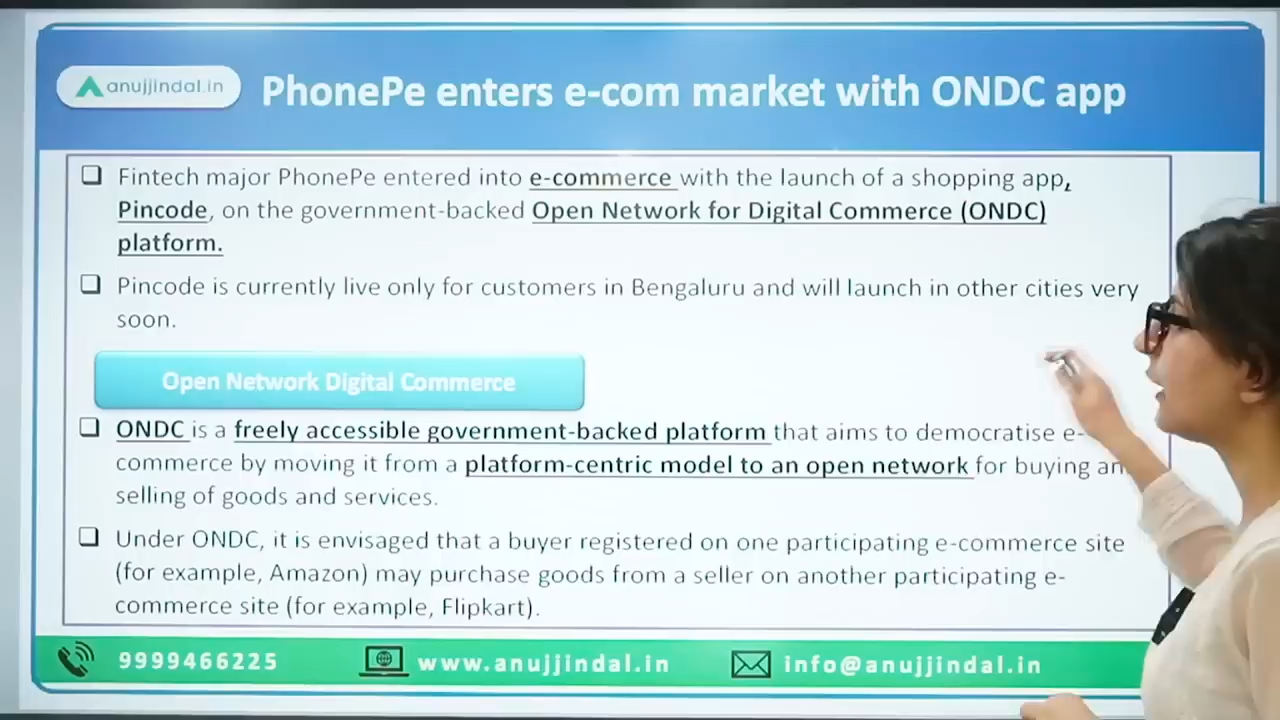 anujjindal.in
PhonePe enters e-com market with ONDC app
Fintech major PhonePe entered into e-commerce with the launch of a shopping app,
Pincode, on the government-backed Open Network for Digital Commerce (ONDC)
platform.
Pincode is currently live only for customers in Bengaluru and will launch in other cities very
soon.
Open Network Digital Commerce
ONDC is a freely accessible government-backed platform that aims to democratise e-
commerce by moving it from a platform-centric model to an open network for buying an
selling of goods and services.
Under ONDC, it is envisaged that a buyer registered on one participating e-commerce site
(for example, Amazon) may purchase goods from a seller on another participating e-
commerce site (for example, Flipkart).
9999466225 www.anujjindal.in info@anujjindal.in